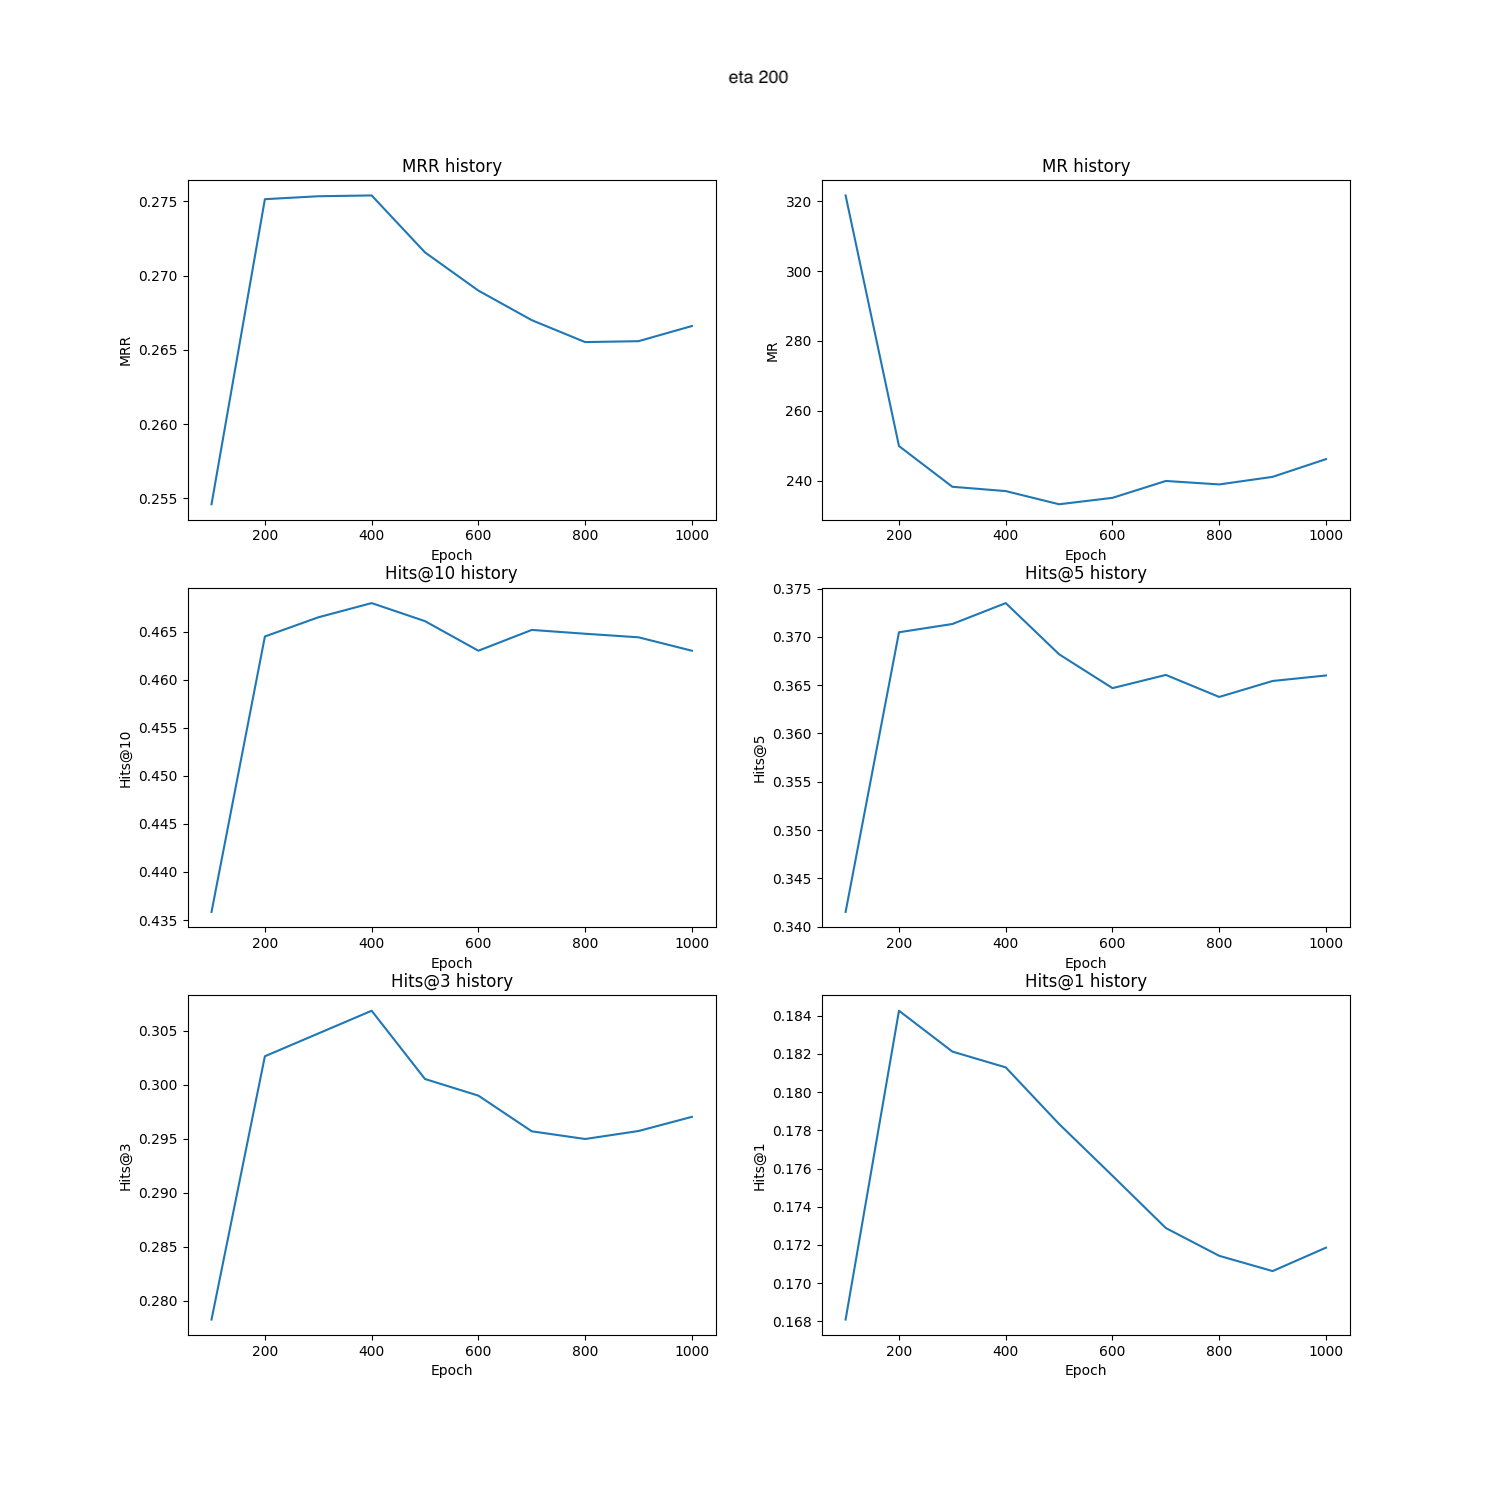 eta 200
MRR history
0.275
0.270
0.265
0.260
0.255
MRR
200 400 600 800 1000
Epoch
MR history
320
300
280
260
240
MR
200 400 600 800 1000
Epoch
Hits@10 history
0.465
0.460
0.455
0.450
0.445
0.440
0.435
Hits@10
200 400 600 800 1000
Epoch
Hits@5 history
0.375
0.370
0.365
0.360
0.355
0.350
0.345
0.340
Hits@5
200 400 600 800 1000
Epoch
Hits@3 history
0.305
0.300
0.295
0.290
0.285
0.280
Hits@3
200 400 600 800 1000
Epoch
Hits@1 history
0.184
0.182
0.180
0.178
0.176
0.174
0.172
0.170
0.168
Hits@1
200 400 600 800 1000
Epoch